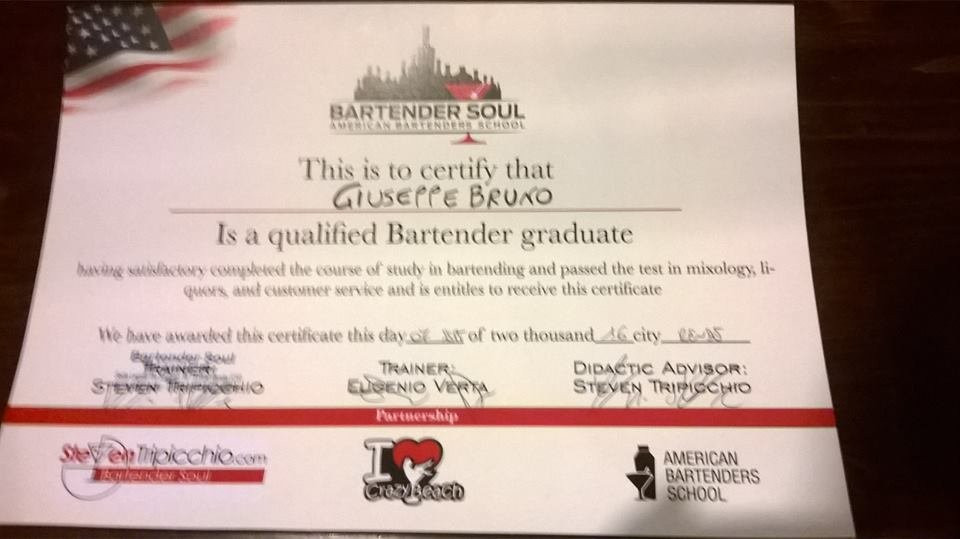 BARTENDER SOUL
AMERICAN BARTENDERS SCHOOL
This is to certify that
GIUSEPPE BRUNO
Is a qualified Bartender graduate
having satisfactory completed the course of study in bartending and passed the test in mixology, li-
quors, and customer service and is entitles to receive this certificate
We have awarded this certificate this day of two thousand 16 city
Bartender Soul
TRAINER: TRAINER: DIDACTIC ADVISOR:
STEVEN TRIPICCHIO EUGENIO VERTA STEVEN TRIPICCHIO
Partnership
StevenTripicchio.com
Bartender Soul
I
CrazyBeach
AMERICAN
BARTENDERS
SCHOOL